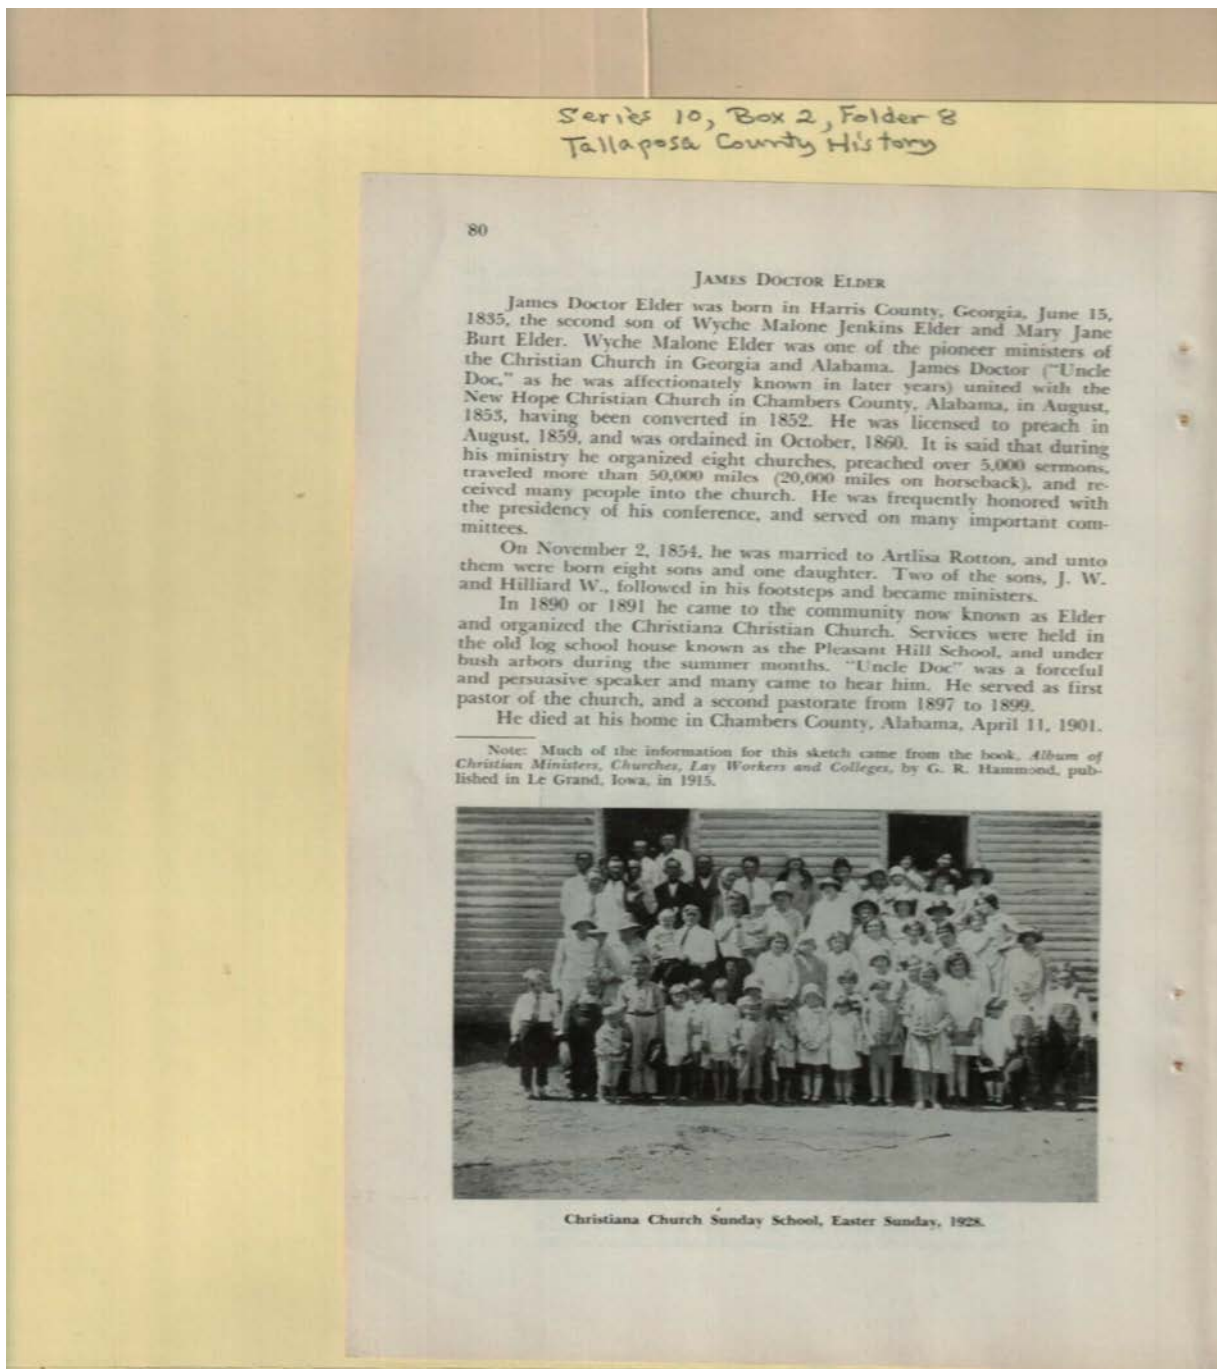 Series 10, Box 2, Folder 8
Tallaposa County History
80
JAMES DOCTOR ELDER
James Doctor Elder was born in Harris County, Georgia, June 15,
1835, the second son of Wyche Malone Jenkins Elder and Mary Jane
Burt Elder. Wyche Malone Elder was one of the pioneer ministers of
the Christian Church in Georgia and Alabama. James Doctor ("Uncle
Doc," as he was affectionately known in later years) united with the
New Hope Christian Church in Chambers County, Alabama, in August,
1853, having been converted in 1852. He was licensed to preach in
August, 1859, and was ordained in October, 1860. It is said that during
his ministry he organized eight churches, preached over 5,000 sermons,
traveled more than 50,000 miles (20,000 miles on horseback), and re-
ceived many people into the church. He was frequently honored with
the presidency of his conference, and served on many important com-
mittees.
On November 2, 1854, he was married to Artlisa Rotton, and unto
them were born eight sons and one daughter. Two of the sons, J. W.
and Hilliard W., followed in his footsteps and became ministers.
In 1890 or 1891 he came to the community now known as Elder
and organized the Christiana Christian Church. Services were held in
the old log school house known as the Pleasant Hill School, and under
bush arbors during the summer months. "Uncle Doc" was a forceful
and persuasive speaker and many came to hear him. He served as first
pastor of the church, and a second pastorate from 1897 to 1899.
He died at his home in Chambers County, Alabama, April 11, 1901.
Note: Much of the information for this sketch came from the book, Album of
Christian Ministers, Churches, Lay Workers and Colleges, by G. R. Hammond, pub-
lished in Le Grand, Iowa, in 1915.
Christiana Church Sunday School, Easter Sunday, 1928.